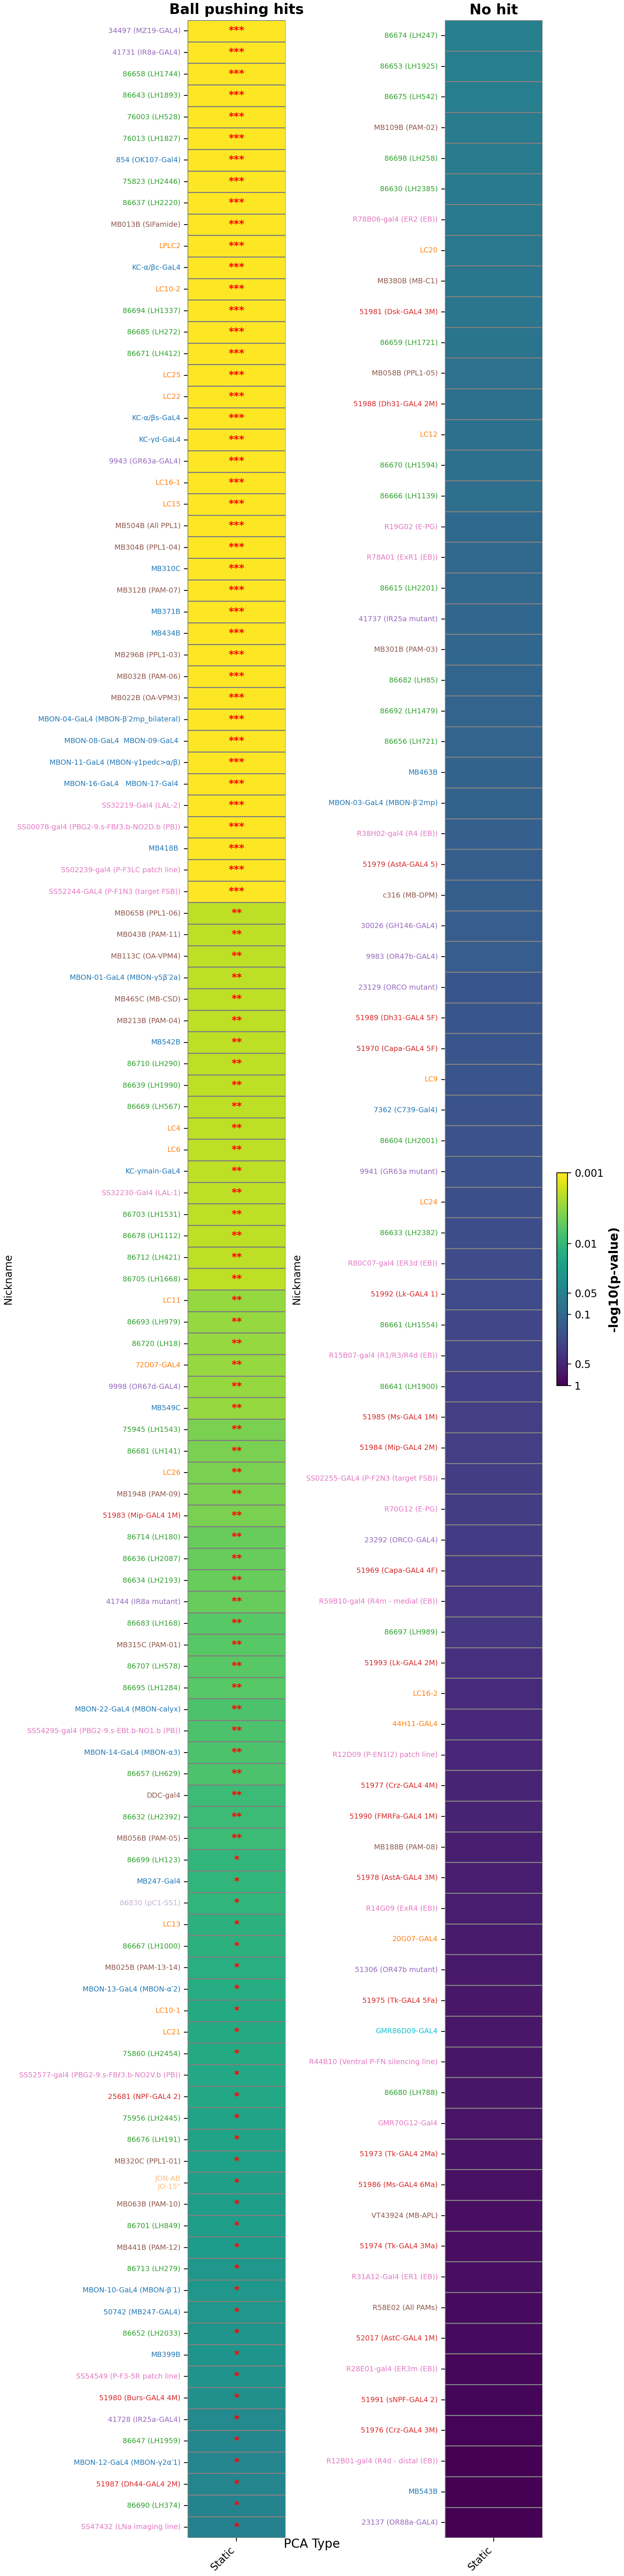 Ball pushing hits
34497 (MZ19-GAL4)
***
41731 (IR8a-GAL4)
***
86658 (LH1744)
***
86643 (LH1893)
***
76003 (LH528)
***
76013 (LH1827)
***
854 (OK107-Gal4)
***
75823 (LH2446)
***
86637 (LH2220)
***
MB013B (SIFamide)
***
LPLC2
***
KC-α/βc-GaL4
***
LC10-2
***
86694 (LH1337)
***
86685 (LH272)
***
86671 (LH412)
***
LC25
***
LC22
***
KC-α/βs-GaL4
***
KC-γd-GaL4
***
9943 (GR63a-GAL4)
***
LC16-1
***
LC15
***
MB504B (All PPL1)
***
MB304B (PPL1-04)
***
MB310C
***
MB312B (PAM-07)
***
MB371B
***
MB434B
***
MB296B (PPL1-03)
***
MB032B (PAM-06)
***
MB022B (OA-VPM3)
***
MBON-04-GaL4 (MBON-β′2mp_bilateral)
***
MBON-08-GaL4  MBON-09-GaL4
***
MBON-11-GaL4 (MBON-γ1pedc>α/β)
***
MBON-16-GaL4   MBON-17-Gal4
***
SS32219-Gal4 (LAL-2)
***
SS00078-gal4 (PBG2-9.s-FBℓ3.b-NO2D.b (PB))
***
MB418B
***
SS02239-gal4 (P-F3LC patch line)
***
SS52244-GAL4 (P-F1N3 (target FSB))
***
MB065B (PPL1-06)
**
MB043B (PAM-11)
**
MB113C (OA-VPM4)
**
MBON-01-GaL4 (MBON-γ5β′2a)
**
MB465C (MB-CSD)
**
MB213B (PAM-04)
**
MB542B
**
86710 (LH290)
**
86639 (LH1990)
**
86669 (LH567)
**
LC4
**
LC6
**
KC-γmain-GaL4
**
SS32230-Gal4 (LAL-1)
**
86703 (LH1531)
**
86678 (LH1112)
**
86712 (LH421)
**
86705 (LH1668)
**
LC11
**
86693 (LH979)
**
86720 (LH18)
**
72D07-GAL4
**
9998 (OR67d-GAL4)
**
MB549C
**
75945 (LH1543)
**
86681 (LH141)
**
LC26
**
MB194B (PAM-09)
**
51983 (Mip-GAL4 1M)
**
86714 (LH180)
**
86636 (LH2087)
**
86634 (LH2193)
**
41744 (IR8a mutant)
**
86683 (LH168)
**
MB315C (PAM-01)
**
86707 (LH578)
**
86695 (LH1284)
**
MBON-22-GaL4 (MBON-calyx)
**
SS54295-gal4 (PBG2-9.s-EBt.b-NO1.b (PB))
**
MBON-14-GaL4 (MBON-α3)
**
86657 (LH629)
**
DDC-gal4
**
86632 (LH2392)
**
MB056B (PAM-05)
**
86699 (LH123)
*
MB247-Gal4
*
86830 (pC1-SS1)
*
LC13
*
86667 (LH1000)
*
MB025B (PAM-13-14)
*
MBON-13-GaL4 (MBON-α′2)
*
LC10-1
*
LC21
*
75860 (LH2454)
*
SS52577-gal4 (PBG2-9.s-FBℓ3.b-NO2V.b (PB))
*
25681 (NPF-GAL4 2)
*
75956 (LH2445)
*
86676 (LH191)
*
MB320C (PPL1-01)
*
JON-AB
JO-15"
*
MB063B (PAM-10)
*
86701 (LH849)
*
MB441B (PAM-12)
*
86713 (LH279)
*
MBON-10-GaL4 (MBON-β′1)
*
50742 (MB247-GAL4)
*
86652 (LH2033)
*
MB399B
*
SS54549 (P-F3-5R patch line)
*
51980 (Burs-GAL4 4M)
*
41728 (IR25a-GAL4)
*
86647 (LH1959)
*
MBON-12-GaL4 (MBON-γ2α′1)
*
51987 (Dh44-GAL4 2M)
*
86690 (LH374)
*
SS47432 (LNa imaging line)
*
Nickname
Static
No hit
86674 (LH247)
86653 (LH1925)
86675 (LH542)
MB109B (PAM-02)
86698 (LH258)
86630 (LH2385)
R78B06-gal4 (ER2 (EB))
LC20
MB380B (MB-C1)
51981 (Dsk-GAL4 3M)
86659 (LH1721)
MB058B (PPL1-05)
51988 (Dh31-GAL4 2M)
LC12
86670 (LH1594)
86666 (LH1139)
R19G02 (E-PG)
R78A01 (ExR1 (EB))
86615 (LH2201)
41737 (IR25a mutant)
MB301B (PAM-03)
86682 (LH85)
86692 (LH1479)
86656 (LH721)
MB463B
MBON-03-GaL4 (MBON-β′2mp)
R38H02-gal4 (R4 (EB))
51979 (AstA-GAL4 5)
c316 (MB-DPM)
30026 (GH146-GAL4)
9983 (OR47b-GAL4)
23129 (ORCO mutant)
51989 (Dh31-GAL4 5F)
51970 (Capa-GAL4 5F)
LC9
7362 (C739-Gal4)
86604 (LH2001)
9941 (GR63a mutant)
LC24
86633 (LH2382)
R80C07-gal4 (ER3d (EB))
51992 (Lk-GAL4 1)
86661 (LH1554)
R15B07-gal4 (R1/R3/R4d (EB))
86641 (LH1900)
51985 (Ms-GAL4 1M)
51984 (Mip-GAL4 2M)
SS02255-GAL4 (P-F2N3 (target FSB))
R70G12 (E-PG)
23292 (ORCO-GAL4)
51969 (Capa-GAL4 4F)
R59B10-gal4 (R4m - medial (EB))
86697 (LH989)
51993 (Lk-GAL4 2M)
LC16-2
44H11-GAL4
R12D09 (P-EN1(2) patch line)
51977 (Crz-GAL4 4M)
51990 (FMRFa-GAL4 1M)
MB188B (PAM-08)
51978 (AstA-GAL4 3M)
R14G09 (ExR4 (EB))
20G07-GAL4
51306 (OR47b mutant)
51975 (Tk-GAL4 5Fa)
GMR86D09-GAL4
R44B10 (Ventral P-FN silencing line)
86680 (LH788)
GMR70G12-Gal4
51973 (Tk-GAL4 2Ma)
51986 (Ms-GAL4 6Ma)
VT43924 (MB-APL)
51974 (Tk-GAL4 3Ma)
R31A12-Gal4 (ER1 (EB))
R58E02 (All PAMs)
52017 (AstC-GAL4 1M)
R28E01-gal4 (ER3m (EB))
51991 (sNPF-GAL4 2)
51976 (Crz-GAL4 3M)
R12B01-gal4 (R4d - distal (EB))
MB543B
23137 (OR88a-GAL4)
Nickname
Static
PCA Type
0.001
0.01
0.05
0.1
0.5
1
-log10(p-value)